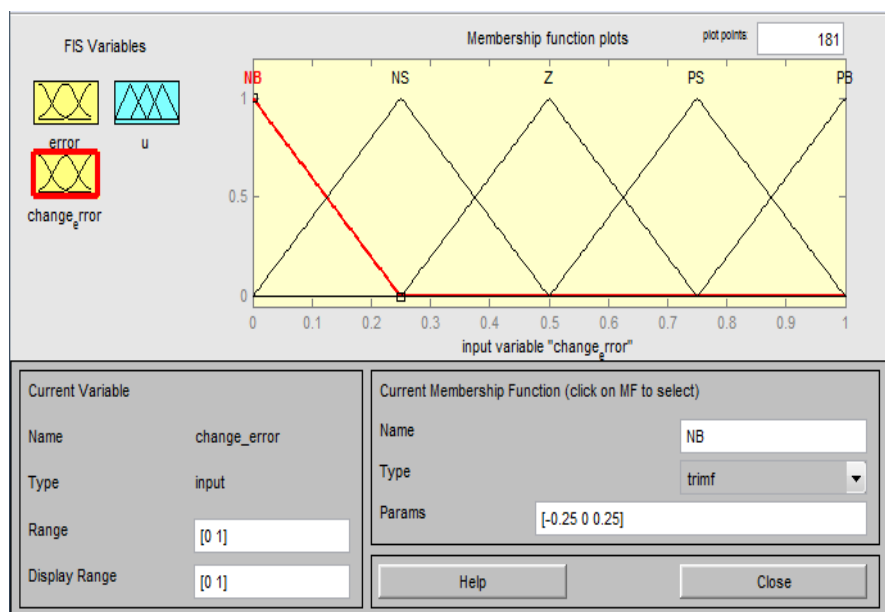 FIS Variables
Membership function plots
plot points:
181
error
u
change_error
NB
NS
Z
PS
PB
1
0.5
0
0
0.1
0.2
0.3
0.4
0.5
0.6
0.7
0.8
0.9
1
input variable "change_error"
Current Variable
Name
change_error
Type
input
Range
[0 1]
Display Range
[0 1]
Current Membership Function (click on MF to select)
Name
NB
Type
trimf
Params
[-0.25 0 0.25]
Help
Close